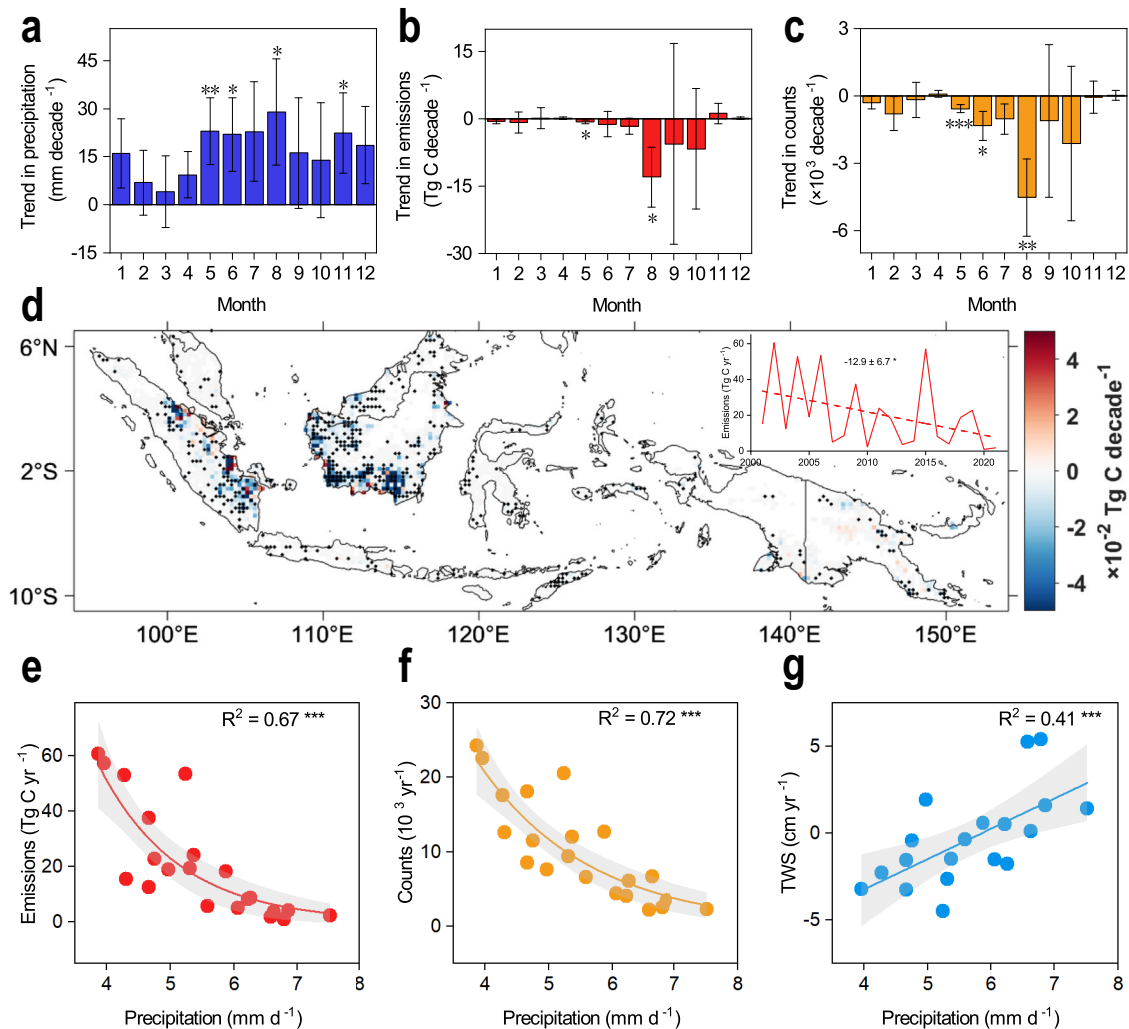 a
b
c
Trend in precipitation
(mm decade⁻¹)
45
30
15
0
-15
**
*
*
*
1 2 3 4 5 6 7 8 9 10 11 12
Month
Trend in emissions
(Tg C decade⁻¹)
15
0
-15
-30
*
*
1 2 3 4 5 6 7 8 9 10 11 12
Month
Trend in counts
(×10³ decade⁻¹)
3
0
-3
-6
***
*
**
1 2 3 4 5 6 7 8 9 10 11 12
Month
d
6°N
2°S
10°S
100°E 110°E 120°E 130°E 140°E 150°E
Emissions (Tg C yr⁻¹)
60
40
20
0
2000 2005 2010 2015 2020
-12.9 ± 6.7 *
4
2
0
-2
-4
×10⁻² Tg C decade⁻¹
e
R² = 0.67 ***
Emissions (Tg C yr⁻¹)
60
40
20
0
4 5 6 7 8
Precipitation (mm d⁻¹)
f
R² = 0.72 ***
Counts (10³ yr⁻¹)
30
20
10
0
4 5 6 7 8
Precipitation (mm d⁻¹)
g
R² = 0.41 ***
TWS (cm yr⁻¹)
5
0
-5
4 5 6 7 8
Precipitation (mm d⁻¹)